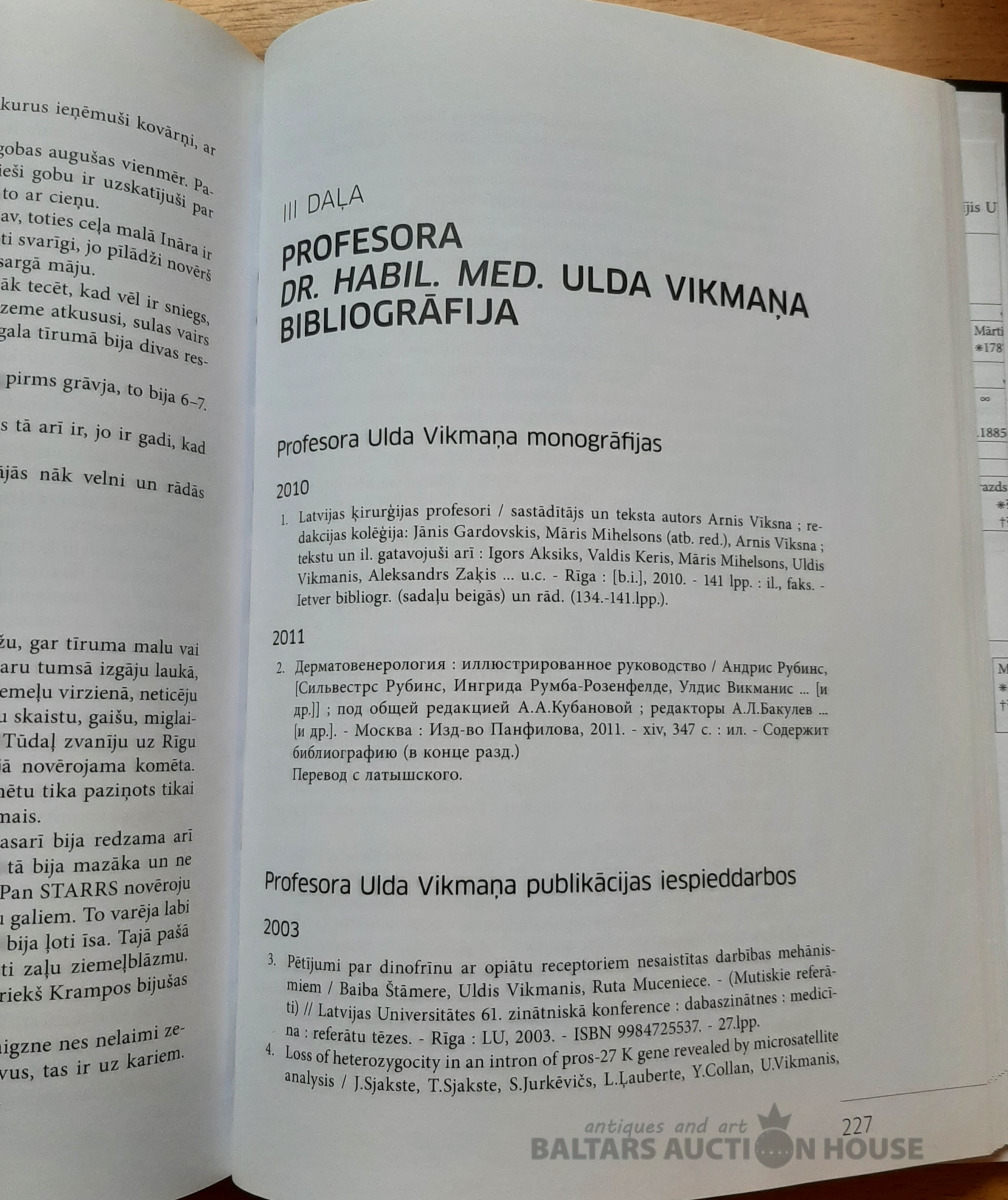 kurus ieņēmuši kovārņi, ar
gobas augušas vienmēr. Pa-
ieši gobu ir uzskatījuši par
to ar cieņu.
av, toties ceļa malā Ināra ir
ti svarīgi, jo pīlādži novērš
sargā māju.
āk tecēt, kad vēl ir sniegs,
zeme atkususi, sulas vairs
gala tīrumā bija divas res-
pirms grāvja, to bija 6–7.
s tā arī ir, jo ir gadi, kad
ājās nāk velni un rādās
žu, gar tīruma malu vai
aru tumsā izgāju laukā,
emeļu virzienā, neticēju
u skaistu, gaišu, miglai-
Tūdaļ zvanīju uz Rīgu
ā novērojama komēta.
nētu tika paziņots tikai
mais.
asarī bija redzama arī
tā bija mazāka un ne
Pan STARRS novēroju
u galiem. To varēja labi
bija ļoti īsa. Tajā pašā
ti zaļu ziemeļblāzmu.
riekš Krampos bijušas
aigzne nes nelaimi ze-
vus, tas ir uz kariem.
III DAĻA
PROFESORA
DR. HABIL. MED. ULDA VIKMAŅA
BIBLIOGRĀFIJA
Profesora Ulda Vikmaņa monogrāfijas
2010
1. Latvijas ķirurģijas profesori / sastādītājs un teksta autors Arnis Vīksna ; re-
dakcijas kolēģija: Jānis Gardovskis, Māris Mihelsons (atb. red.), Arnis Vīksna ;
tekstu un il. gatavojuši arī : Igors Aksiks, Valdis Keris, Māris Mihelsons, Uldis
Vikmanis, Aleksandrs Zaķis ... u.c. - Rīga : [b.i.], 2010. - 141 lpp. : il., faks. -
Ietver bibliogr. (sadaļu beigās) un rād. (134.-141.lpp.).
2011
2. Дерматовенерология : иллюстрированное руководство / Андрис Рубинс,
[Сильвестрс Рубинс, Ингрида Румба-Розенфелде, Улдис Викманис ... [и
др.]] ; под общей редакцией А.А.Кубановой ; редакторы А.Л.Бакулев ...
[и др.]. - Москва : Изд-во Панфилова, 2011. - xiv, 347 с. : ил. - Содержит
библиографию (в конце разд.)
Перевод с латышского.
Profesora Ulda Vikmaņa publikācijas iespieddarbos
2003
3. Pētījumi par dinofrīnu ar opiātu receptoriem nesaistītas darbības mehānis-
miem / Baiba Štāmere, Uldis Vikmanis, Ruta Muceniece. - (Mutiskie referā-
ti) // Latvijas Universitātes 61. zinātniskā konference : dabaszinātnes : medicī-
na : referātu tēzes. - Rīga : LU, 2003. - ISBN 9984725537. - 27.lpp.
4. Loss of heterozygocity in an intron of pros-27 K gene revealed by microsatellite
analysis / J.Sjakste, T.Sjakste, S.Jurkēvičs, L.Ļauberte, Y.Collan, U.Vikmanis,
227
ijis U
Mārti
*178
∞
.1885
razds
antiques and art
BALTARS AUCTION HOUSE